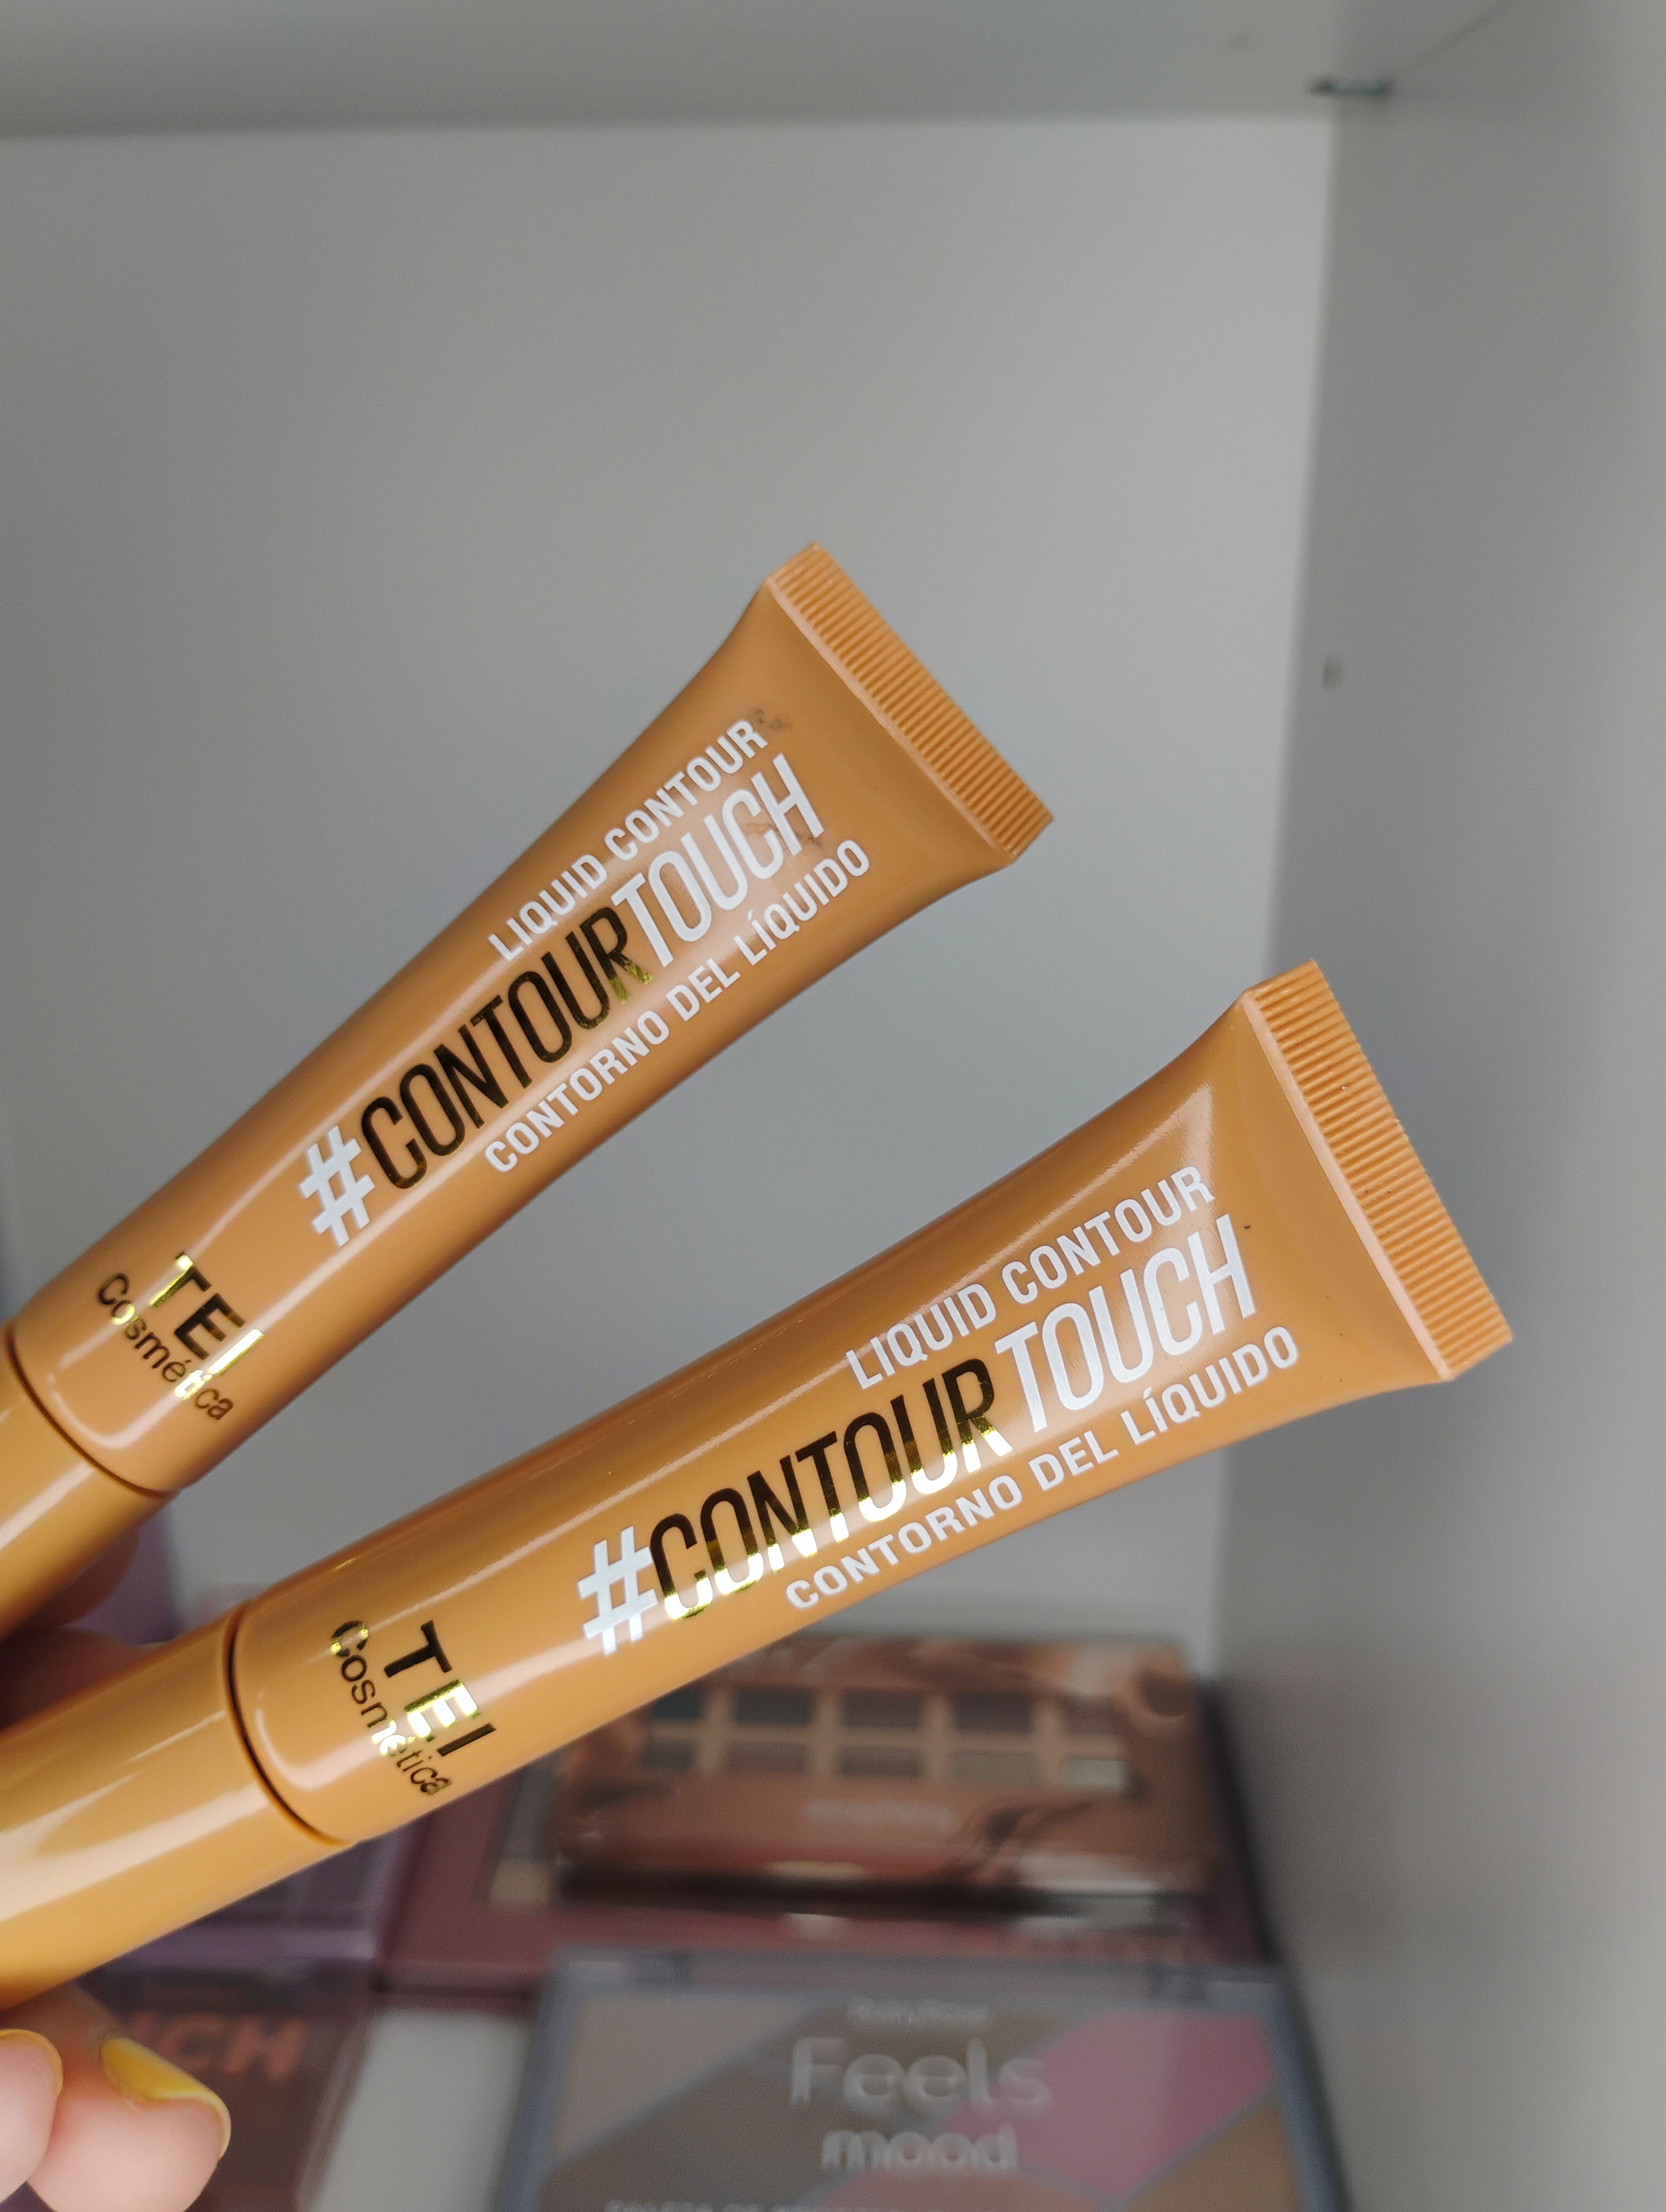 LIQUID CONTOUR
#CONTOURTOUCH
CONTORNO DEL LÍQUIDO
TEI
Cosmética
LIQUID CONTOUR
#CONTOURTOUCH
CONTORNO DEL LÍQUIDO
TEI
Cosmética
Feels
mood